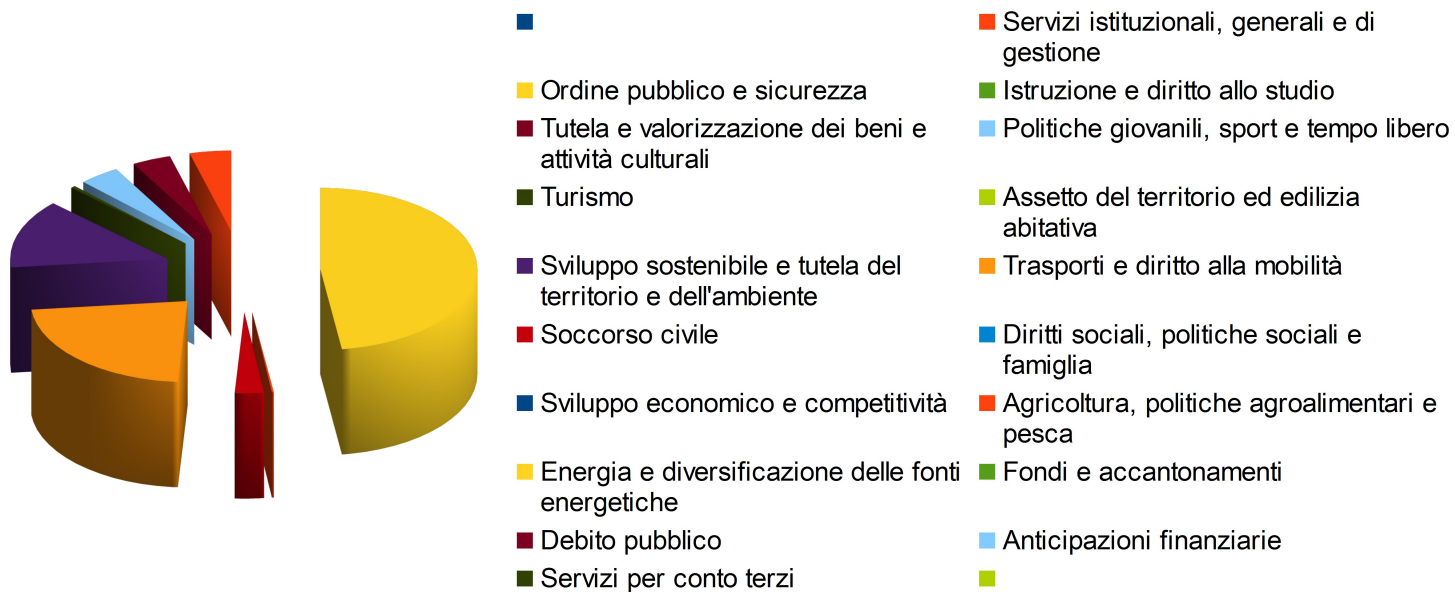 Servizi istituzionali, generali e di
gestione
Ordine pubblico e sicurezza
Istruzione e diritto allo studio
Tutela e valorizzazione dei beni e
attività culturali
Politiche giovanili, sport e tempo libero
Turismo
Assetto del territorio ed edilizia
abitativa
Sviluppo sostenibile e tutela del
territorio e dell'ambiente
Trasporti e diritto alla mobilità
Soccorso civile
Diritti sociali, politiche sociali e
famiglia
Sviluppo economico e competitività
Agricoltura, politiche agroalimentari e
pesca
Energia e diversificazione delle fonti
energetiche
Fondi e accantonamenti
Debito pubblico
Anticipazioni finanziarie
Servizi per conto terzi